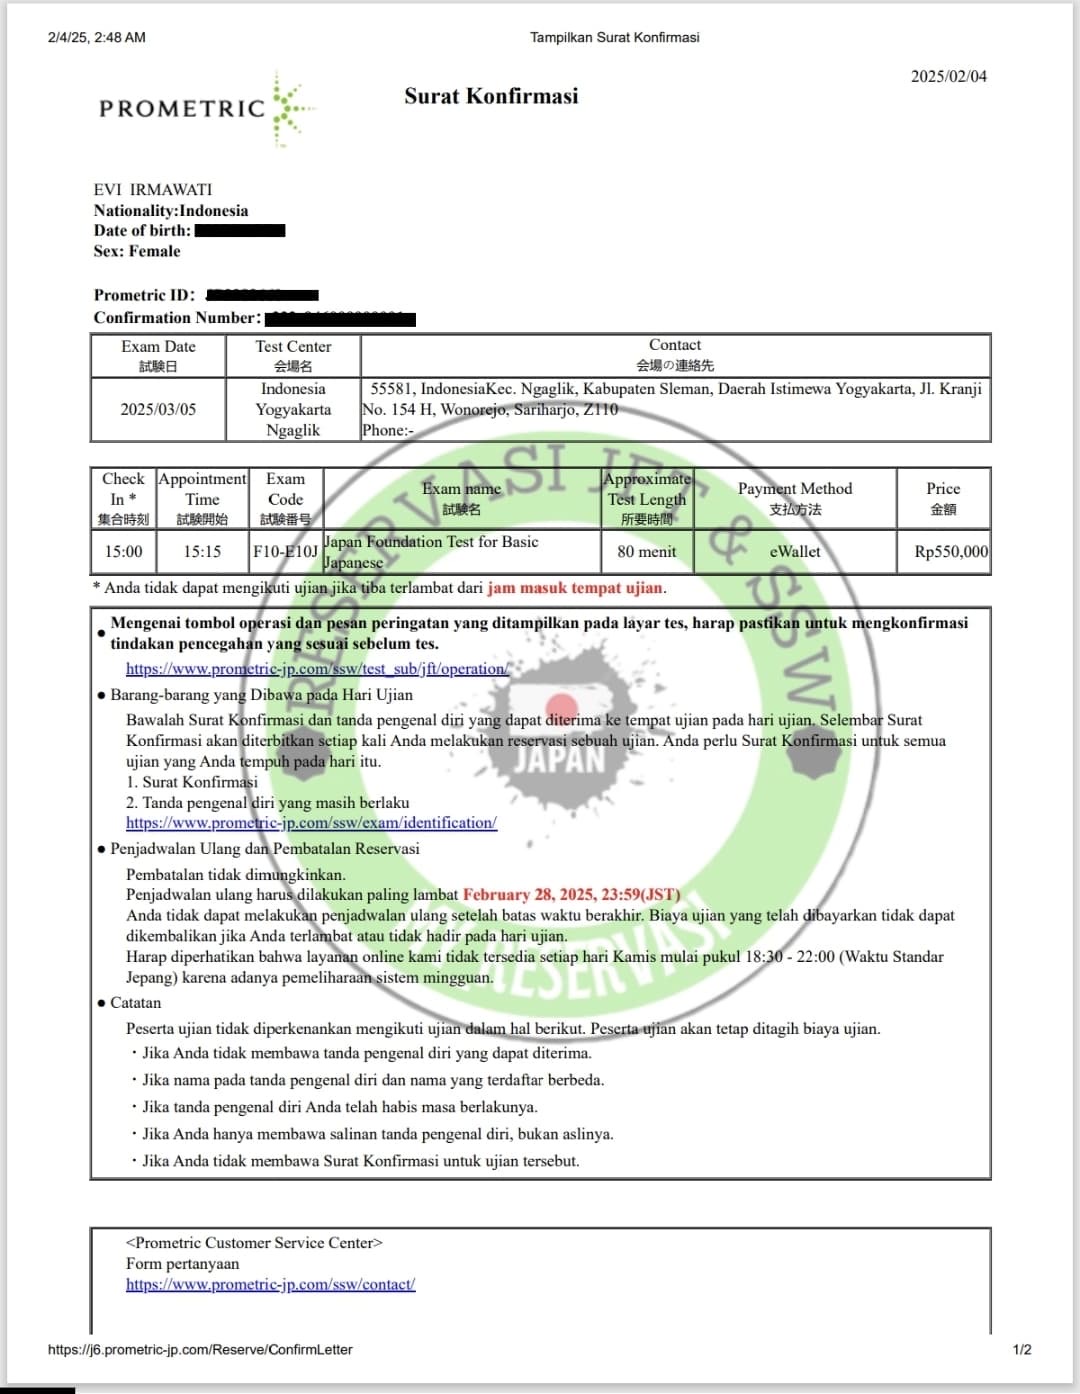 2/4/25, 2:48 AM
Tampilkan Surat Konfirmasi
2025/02/04
PROMETRIC
Surat Konfirmasi
EVI IRMAWATI
Nationality:Indonesia
Date of birth:
Sex: Female
Prometric ID:
Confirmation Number:
Exam Date
試験日
Test Center
会場名
Contact
会場の連絡先
2025/03/05
Indonesia
Yogyakarta
Ngaglik
55581, IndonesiaKec. Ngaglik, Kabupaten Sleman, Daerah Istimewa Yogyakarta, Jl. Kranji
No. 154 H, Wonorejo, Sariharjo, Z110
Phone:-
Check
In *
集合時刻
Appointment
Time
試験開始
Exam
Code
試験番号
Exam name
試験名
Approximate
Test Length
所要時間
Payment Method
支払方法
Price
金額
15:00
15:15
F10-E10J
Japan Foundation Test for Basic
Japanese
80 menit
eWallet
Rp550,000
* Anda tidak dapat mengikuti ujian jika tiba terlambat dari jam masuk tempat ujian.
● Mengenai tombol operasi dan pesan peringatan yang ditampilkan pada layar tes, harap pastikan untuk mengkonfirmasi
tindakan pencegahan yang sesuai sebelum tes.
https://www.prometric-jp.com/ssw/test_sub/jft/operation/
● Barang-barang yang Dibawa pada Hari Ujian
Bawalah Surat Konfirmasi dan tanda pengenal diri yang dapat diterima ke tempat ujian pada hari ujian. Selembar Surat
Konfirmasi akan diterbitkan setiap kali Anda melakukan reservasi sebuah ujian. Anda perlu Surat Konfirmasi untuk semua
ujian yang Anda tempuh pada hari itu.
1. Surat Konfirmasi
2. Tanda pengenal diri yang masih berlaku
https://www.prometric-jp.com/ssw/exam/identification/
● Penjadwalan Ulang dan Pembatalan Reservasi
Pembatalan tidak dimungkinkan.
Penjadwalan ulang harus dilakukan paling lambat February 28, 2025, 23:59(JST)
Anda tidak dapat melakukan penjadwalan ulang setelah batas waktu berakhir. Biaya ujian yang telah dibayarkan tidak dapat
dikembalikan jika Anda terlambat atau tidak hadir pada hari ujian.
Harap diperhatikan bahwa layanan online kami tidak tersedia setiap hari Kamis mulai pukul 18:30 - 22:00 (Waktu Standar
Jepang) karena adanya pemeliharaan sistem mingguan.
● Catatan
Peserta ujian tidak diperkenankan mengikuti ujian dalam hal berikut. Peserta ujian akan tetap ditagih biaya ujian.
・Jika Anda tidak membawa tanda pengenal diri yang dapat diterima.
・Jika nama pada tanda pengenal diri dan nama yang terdaftar berbeda.
・Jika tanda pengenal diri Anda telah habis masa berlakunya.
・Jika Anda hanya membawa salinan tanda pengenal diri, bukan aslinya.
・Jika Anda tidak membawa Surat Konfirmasi untuk ujian tersebut.
RESERVASI JFT & SSW
JAPAN
RESERVASI
<Prometric Customer Service Center>
Form pertanyaan
https://www.prometric-jp.com/ssw/contact/
https://j6.prometric-jp.com/Reserve/ConfirmLetter
1/2